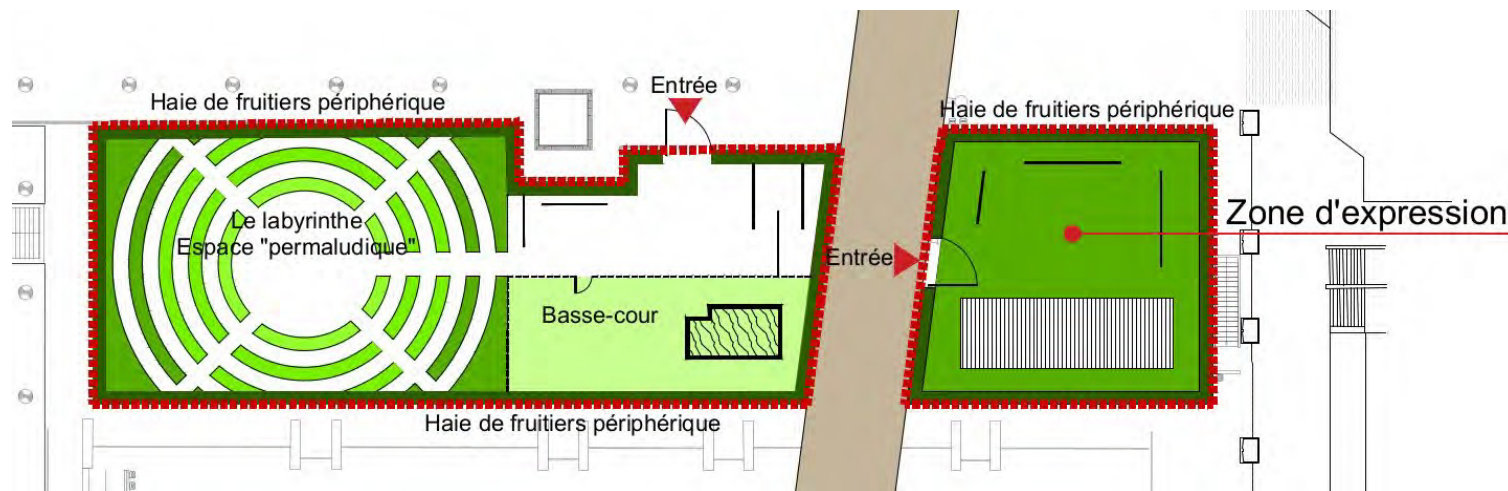 Entrée
Haie de fruitiers périphérique
Haie de fruitiers périphérique
Le labyrinthe
Espace "permaludique"
Zone d'expression
Entrée
Basse-cour
Haie de fruitiers périphérique